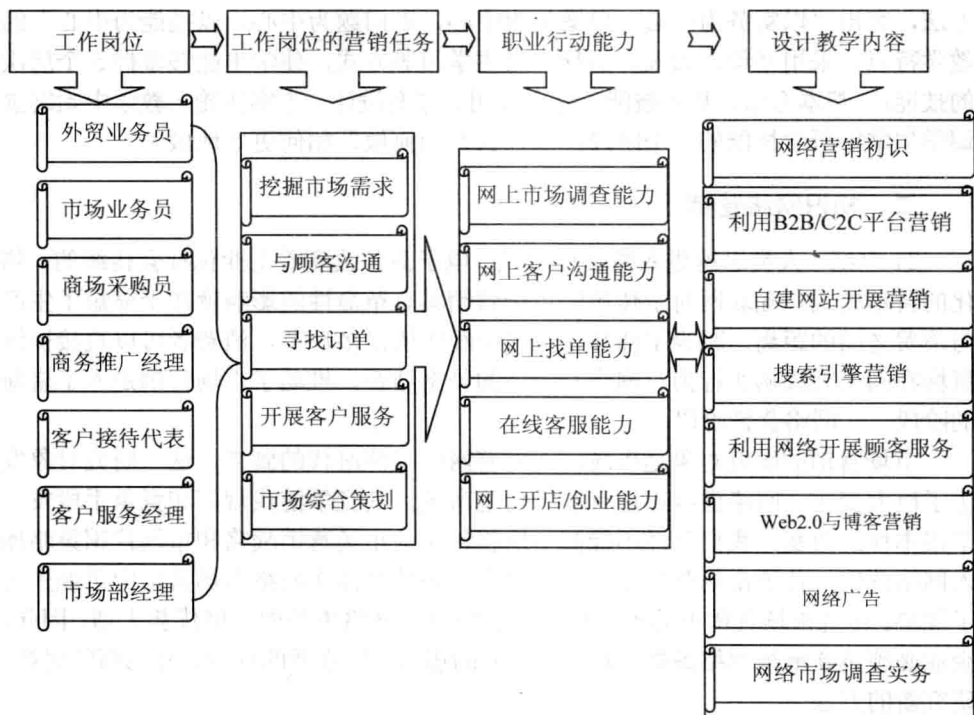 工作岗位
工作岗位的营销任务
职业行动能力
设计教学内容
外贸业务员
市场业务员
商场采购员
商务推广经理
客户接待代表
客户服务经理
市场部经理
挖掘市场需求
与顾客沟通
寻找订单
开展客户服务
市场综合策划
网上市场调查能力
网上客户沟通能力
网上找单能力
在线客服能力
网上开店/创业能力
网络营销初识
利用B2B/C2C平台营销
自建网站开展营销
搜索引擎营销
利用网络开展顾客服务
Web2.0与博客营销
网络广告
网络市场调查实务